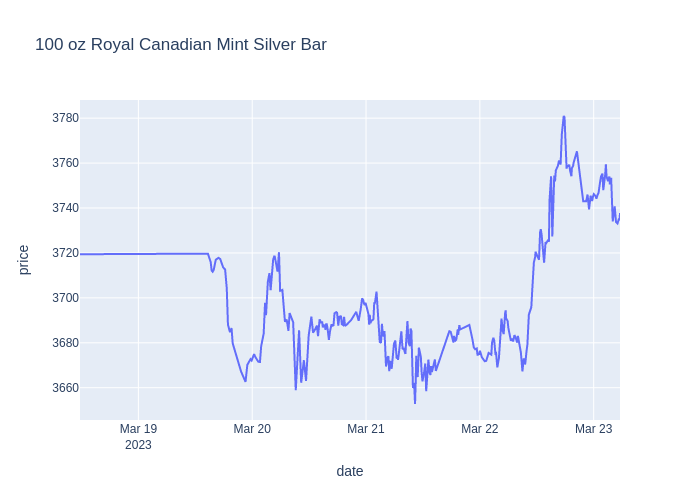 100 oz Royal Canadian Mint Silver Bar
3780
3760
3740
3720
3700
3680
3660
price
Mar 19
2023
Mar 20
Mar 21
Mar 22
Mar 23
date